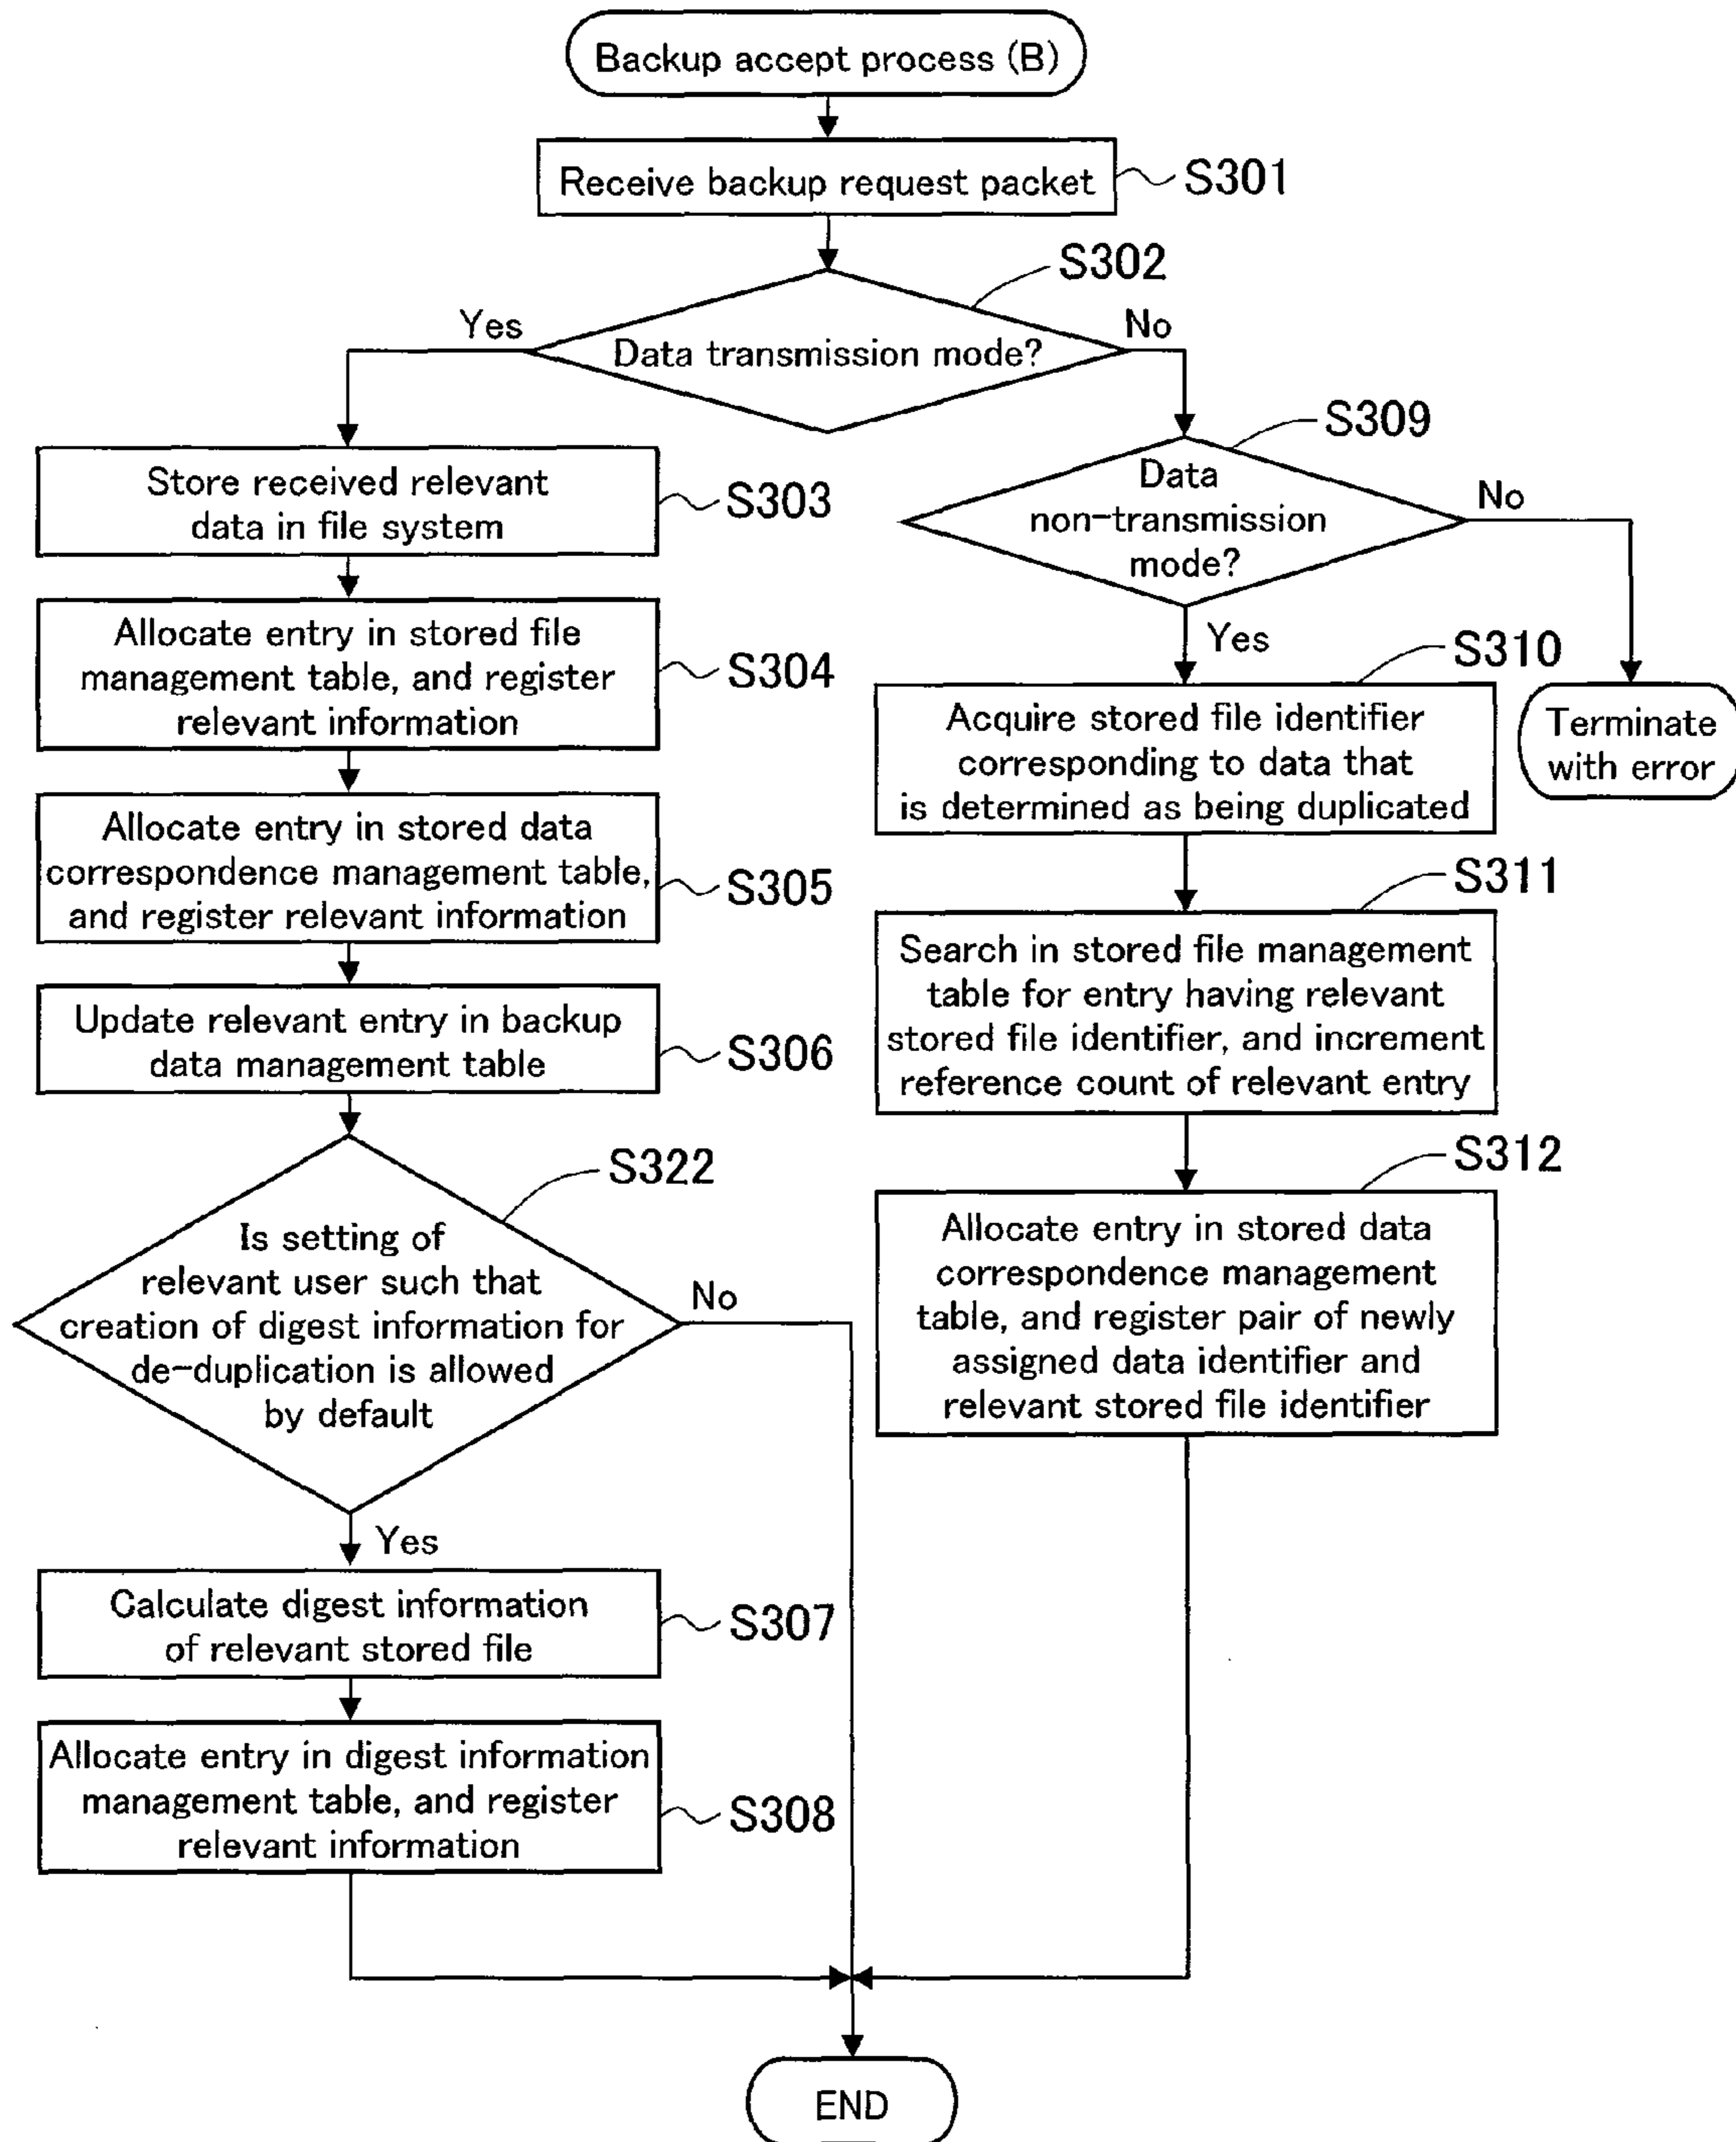 Backup accept process (B)
Receive backup request packet
S301
S302
Yes
No
Data transmission mode?
S309
Store received relevant
data in file system
S303
Data
non-transmission
mode?
No
Yes
Allocate entry in stored file
management table, and register
relevant information
S304
S310
Acquire stored file identifier
corresponding to data that
is determined as being duplicated
Terminate
with error
Allocate entry in stored data
correspondence management table,
and register relevant information
S305
S311
Search in stored file management
table for entry having relevant
stored file identifier, and increment
reference count of relevant entry
Update relevant entry in backup
data management table
S306
S322
S312
Is setting of
relevant user such that
creation of digest information for
de-duplication is allowed
by default
No
Yes
Allocate entry in stored data
correspondence management
table, and register pair of newly
assigned data identifier and
relevant stored file identifier
Calculate digest information
of relevant stored file
S307
Allocate entry in digest information
management table, and register
relevant information
S308
END